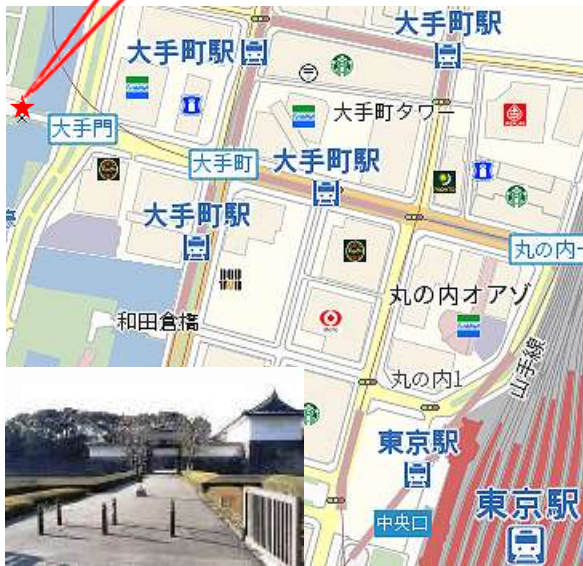 大手町駅
大手町駅
大手町タワー
大手門
大手町
大手町駅
大手町駅
丸の内一
丸の内オアゾ
和田倉橋
山手線
丸の内1
東京駅
東京駅
中央口